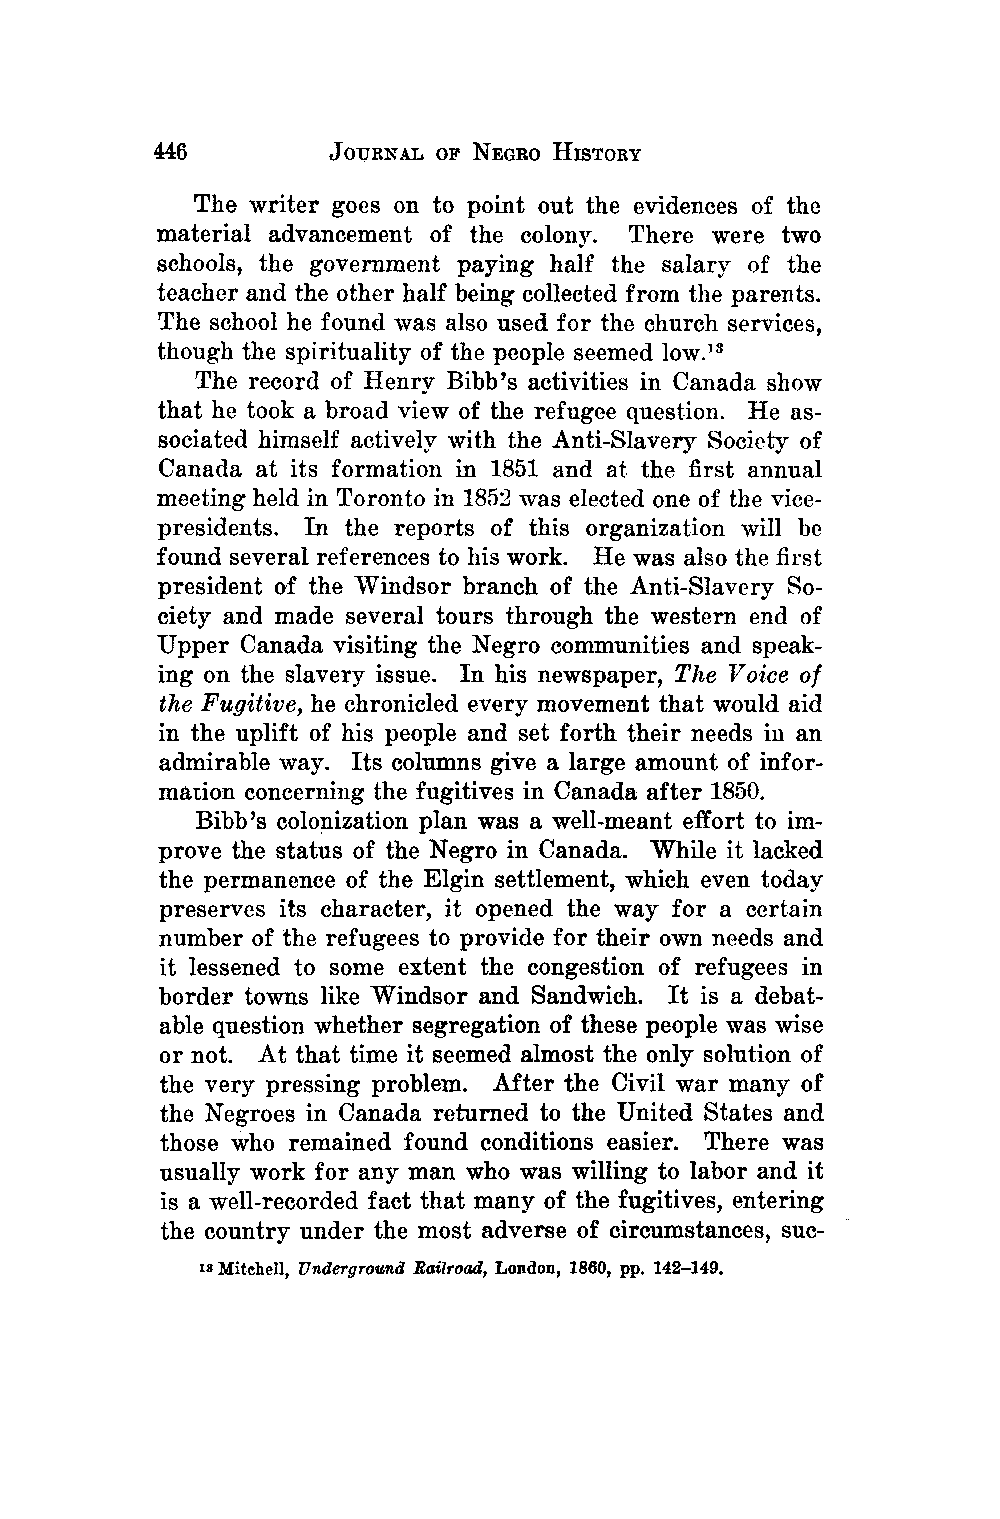 446 JOURNAL OF NEGRO HISTORY
The writer goes on to point out the evidences of the
material advancement of the colony. There were two
schools, the government paying half the salary of the
teacher and the other half being collected from the parents.
The school he found was also used for the church services,
though the spirituality of the people seemed low.¹³
The record of Henry Bibb's activities in Canada show
that he took a broad view of the refugee question. He as-
sociated himself actively with the Anti-Slavery Society of
Canada at its formation in 1851 and at the first annual
meeting held in Toronto in 1852 was elected one of the vice-
presidents. In the reports of this organization will be
found several references to his work. He was also the first
president of the Windsor branch of the Anti-Slavery So-
ciety and made several tours through the western end of
Upper Canada visiting the Negro communities and speak-
ing on the slavery issue. In his newspaper, The Voice of
the Fugitive, he chronicled every movement that would aid
in the uplift of his people and set forth their needs in an
admirable way. Its columns give a large amount of infor-
mation concerning the fugitives in Canada after 1850.
Bibb's colonization plan was a well-meant effort to im-
prove the status of the Negro in Canada. While it lacked
the permanence of the Elgin settlement, which even today
preserves its character, it opened the way for a certain
number of the refugees to provide for their own needs and
it lessened to some extent the congestion of refugees in
border towns like Windsor and Sandwich. It is a debat-
able question whether segregation of these people was wise
or not. At that time it seemed almost the only solution of
the very pressing problem. After the Civil war many of
the Negroes in Canada returned to the United States and
those who remained found conditions easier. There was
usually work for any man who was willing to labor and it
is a well-recorded fact that many of the fugitives, entering
the country under the most adverse of circumstances, suc-
¹³ Mitchell, Underground Railroad, London, 1860, pp. 142–149.